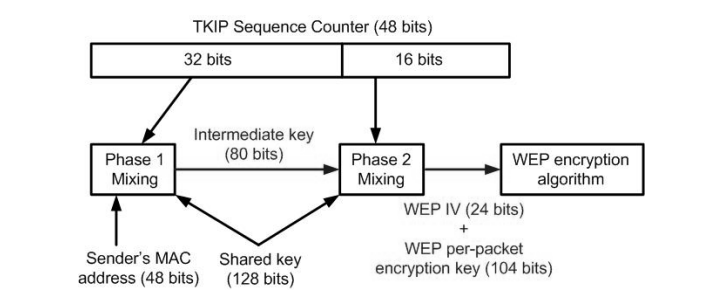 TKIP Sequence Counter (48 bits)
32 bits
16 bits
Intermediate key
(80 bits)
Phase 1
Mixing
Phase 2
Mixing
WEP encryption
algorithm
WEP IV (24 bits)
+
WEP per-packet
encryption key (104 bits)
Sender's MAC
address (48 bits)
Shared key
(128 bits)